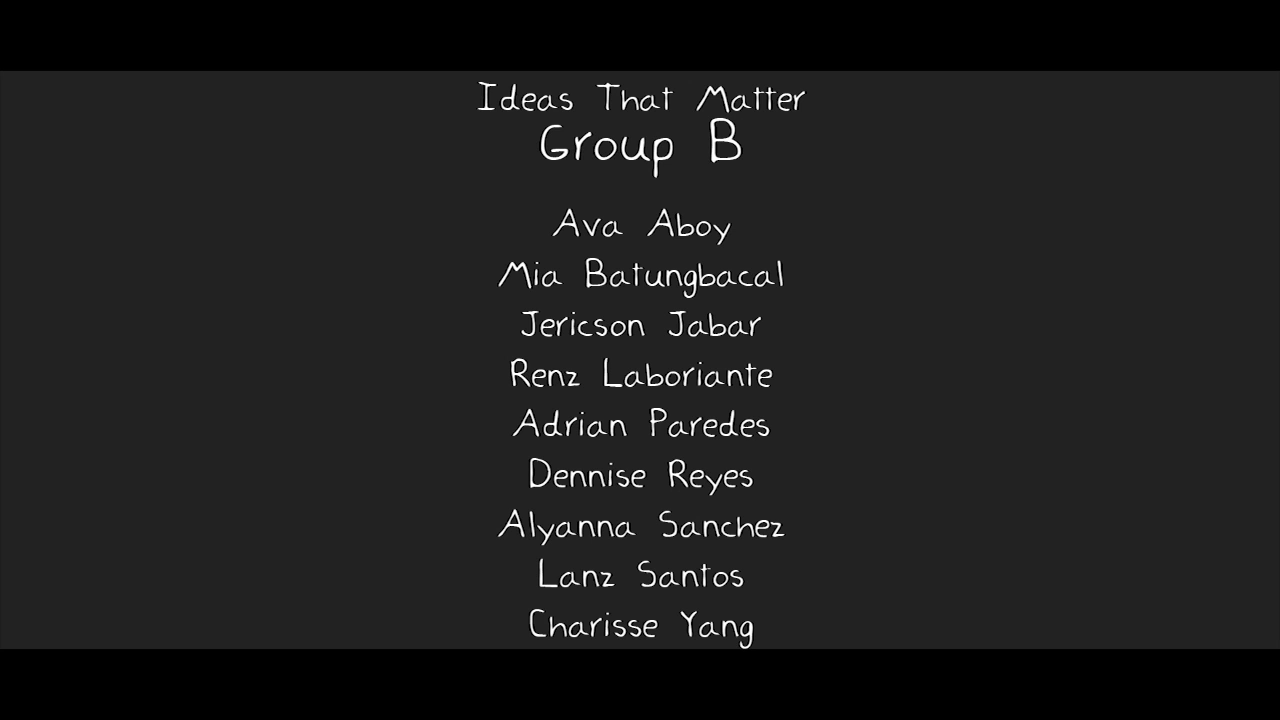 Ideas That Matter
Group B
Ava Aboy
Mia Batungbacal
Jericson Jabar
Renz Laboriante
Adrian Paredes
Dennise Reyes
Alyanna Sanchez
Lanz Santos
Charisse Yang